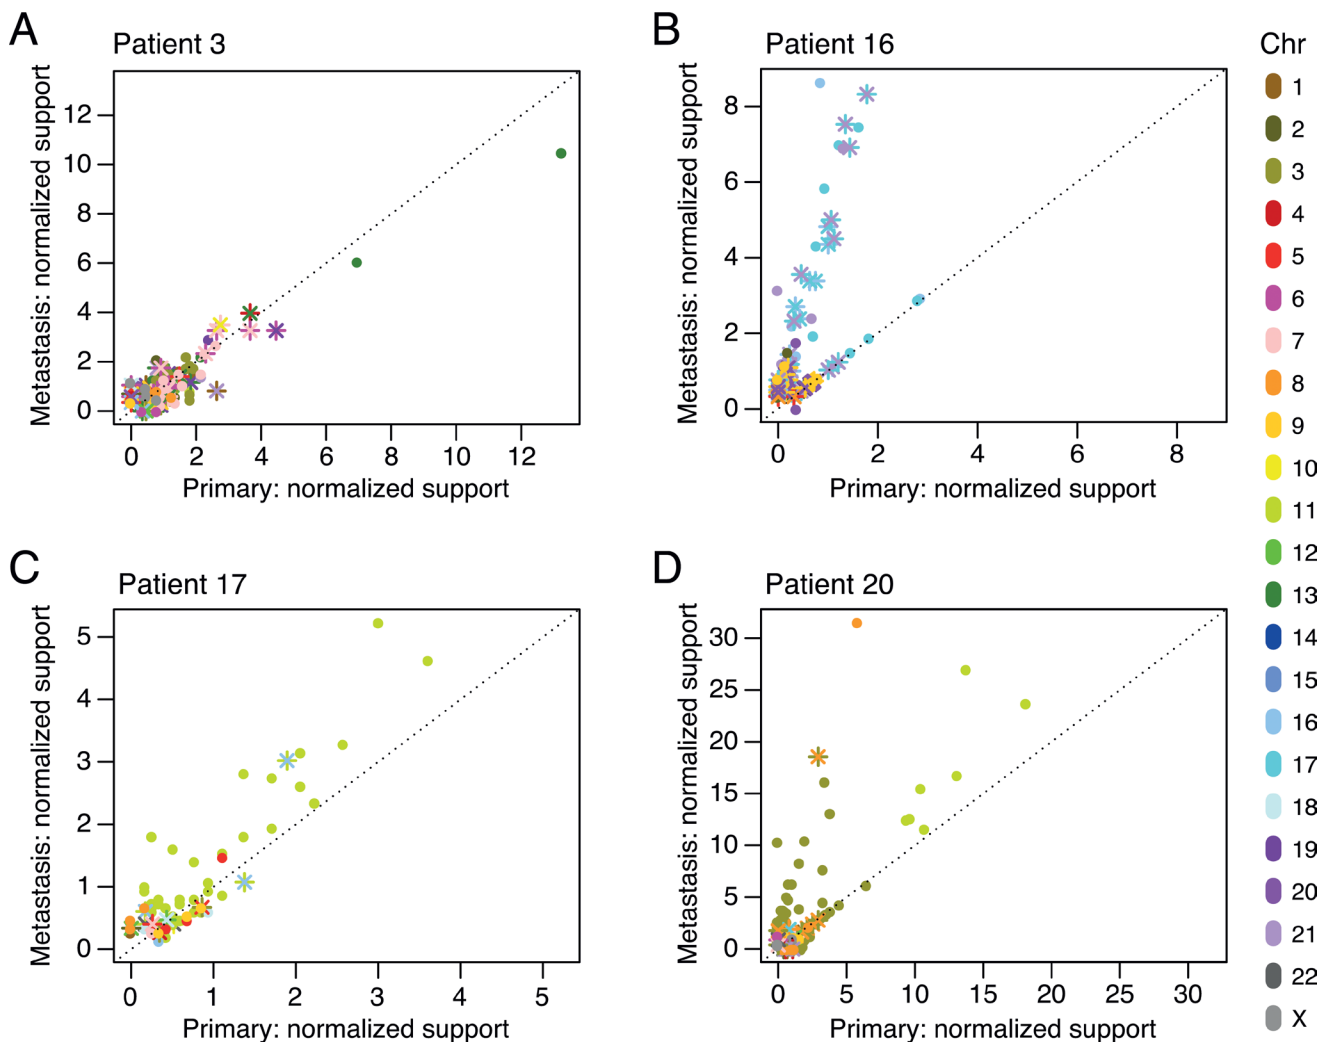 A
Patient 3
Metastasis: normalized support
12
10
8
6
4
2
0
0 2 4 6 8 10 12
Primary: normalized support
B
Patient 16
Metastasis: normalized support
8
6
4
2
0
0 2 4 6 8
Primary: normalized support
C
Patient 17
Metastasis: normalized support
5
4
3
2
1
0
0 1 2 3 4 5
Primary: normalized support
D
Patient 20
Metastasis: normalized support
30
25
20
15
10
5
0
0 5 10 15 20 25 30
Primary: normalized support
Chr
1
2
3
4
5
6
7
8
9
10
11
12
13
14
15
16
17
18
19
20
21
22
X